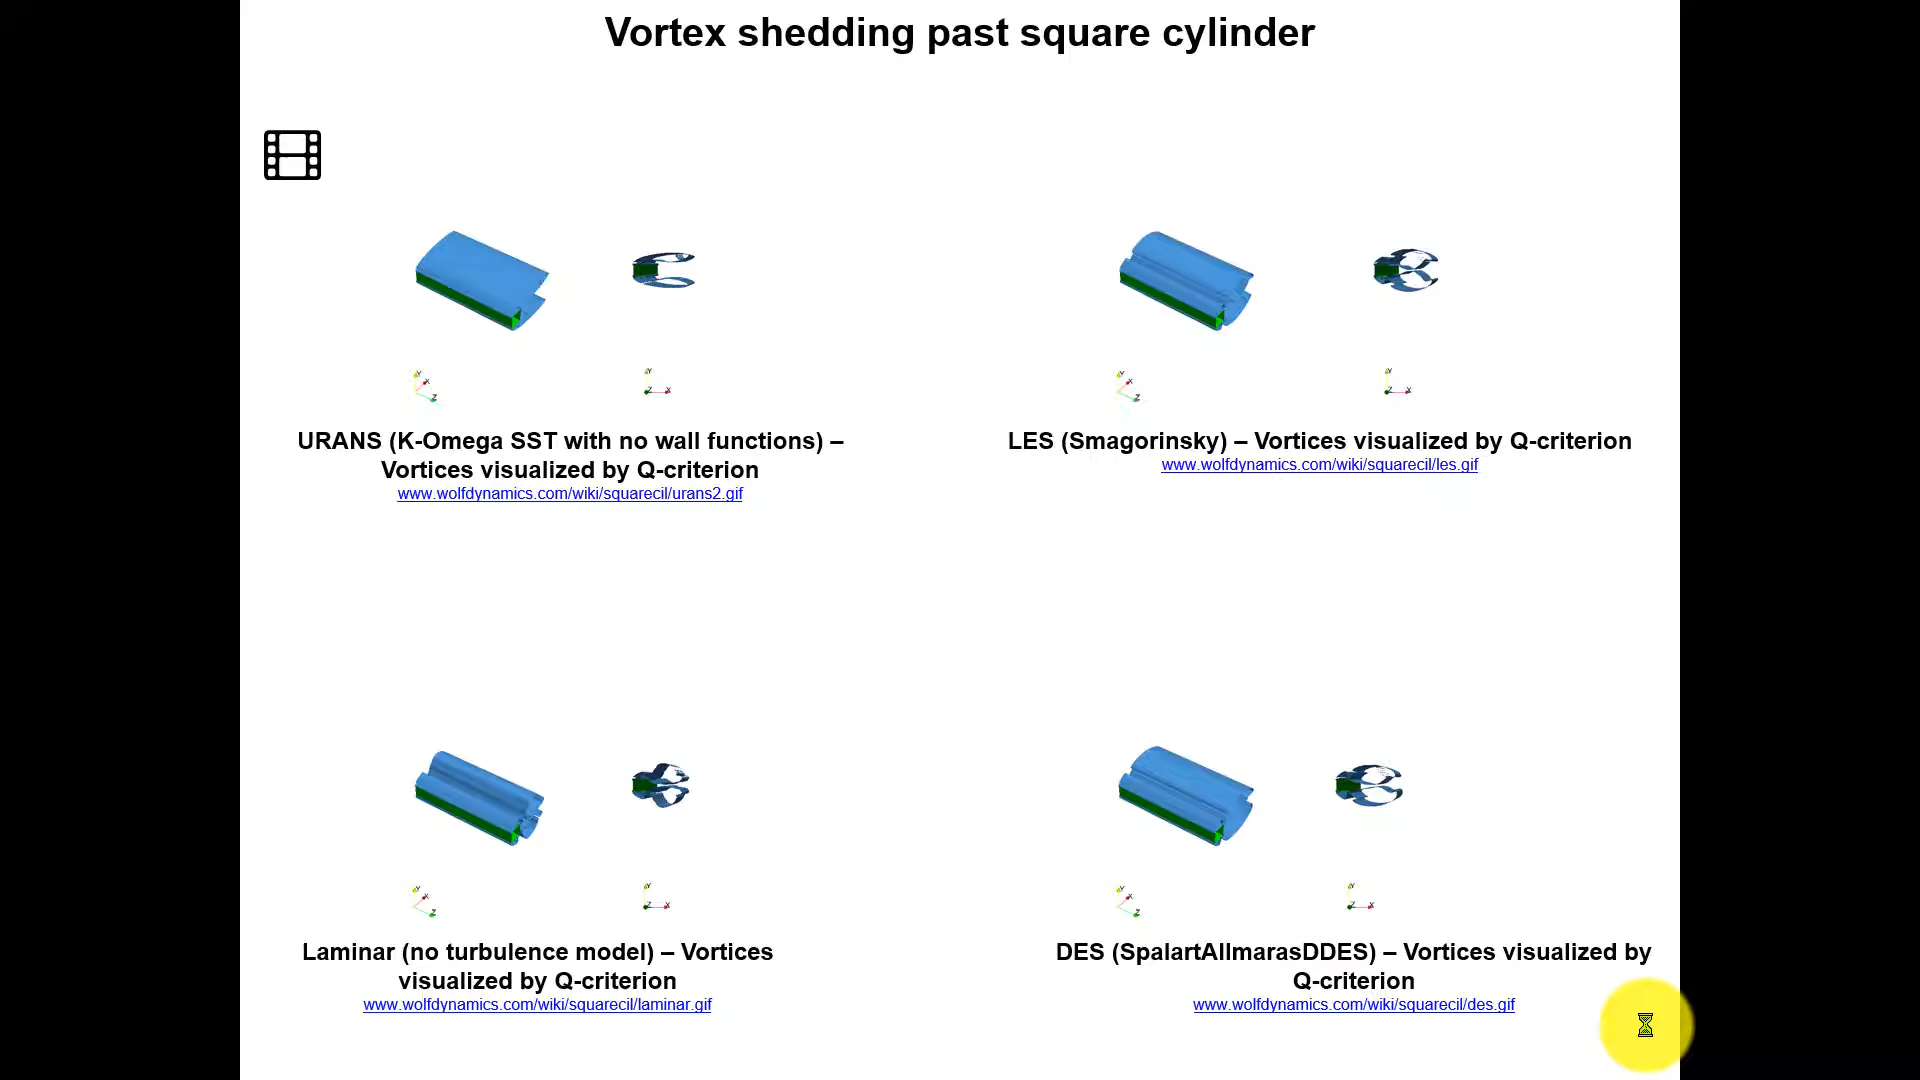 Vortex shedding past square cylinder
Y
X
Z
Y
Z
X
Y
X
Z
Y
Z
X
URANS (K-Omega SST with no wall functions) –
Vortices visualized by Q-criterion
www.wolfdynamics.com/wiki/squarecil/urans2.gif
LES (Smagorinsky) – Vortices visualized by Q-criterion
www.wolfdynamics.com/wiki/squarecil/les.gif
Y
X
Z
Y
Z
X
Y
X
Z
Y
Z
X
Laminar (no turbulence model) – Vortices
visualized by Q-criterion
www.wolfdynamics.com/wiki/squarecil/laminar.gif
DES (SpalartAllmarasDDES) – Vortices visualized by
Q-criterion
www.wolfdynamics.com/wiki/squarecil/des.gif